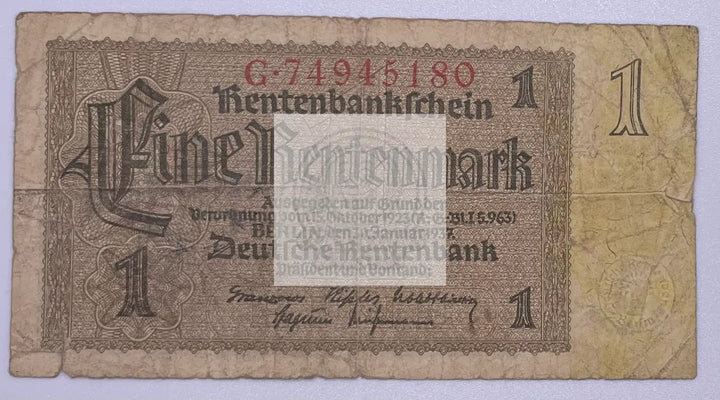 G·74945180
1
Rentenbankschein
1
Eine Rentenmark
Ausgegeben auf Grund der
Verordnung vom 15. Oktober 1923 (R.-G.-Bl. I S. 963)
BERLIN, den 30. Januar 1937.
Deutsche Rentenbank
Präsident und Vorstand:
1
1